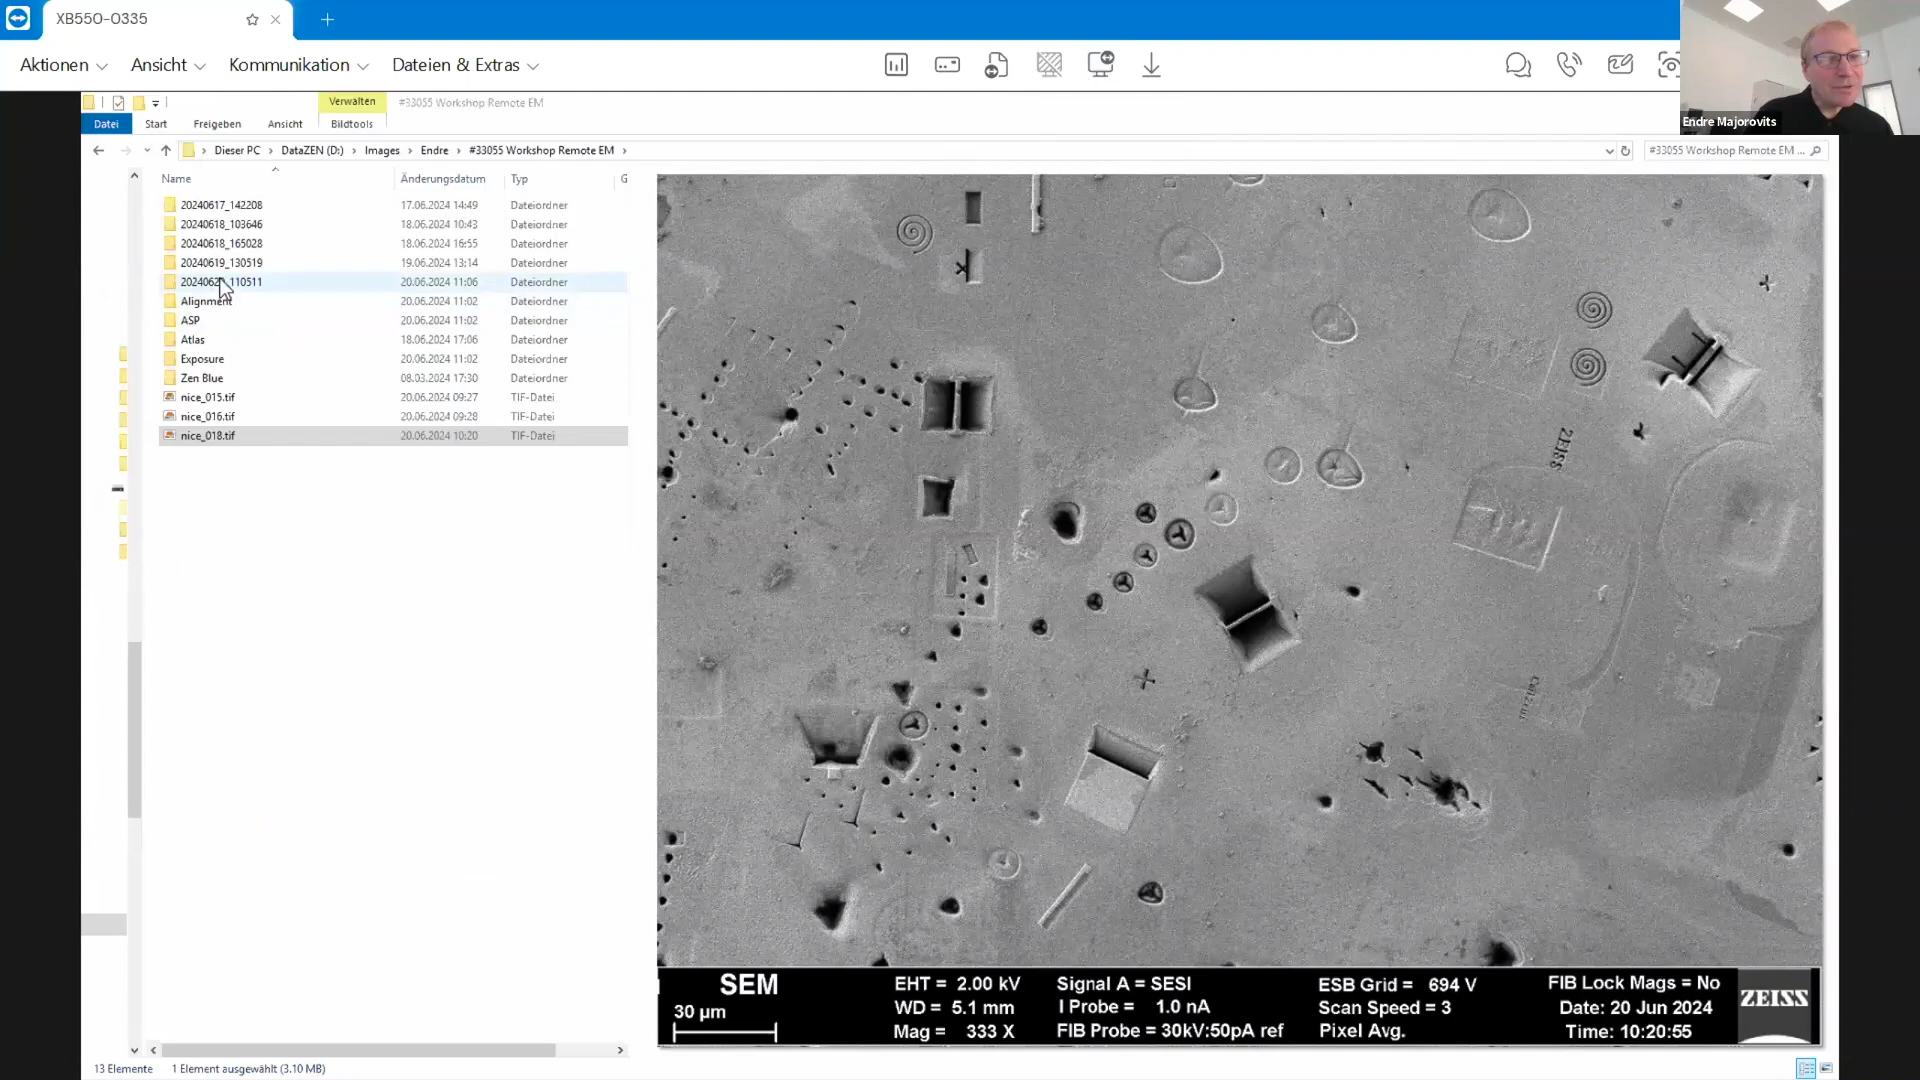 XB550-0335
Aktionen Ansicht Kommunikation Dateien & Extras
Endre Majorovits
Verwalten #33055 Workshop Remote EM
Datei Start Freigeben Ansicht Bildtools
Dieser PC > DataZEN (D:) > Images > Endre > #33055 Workshop Remote EM >
#33055 Workshop Remote EM ...
Name Änderungsdatum Typ G
20240617_142208 17.06.2024 14:49 Dateiordner
20240618_103646 18.06.2024 10:43 Dateiordner
20240618_165028 18.06.2024 16:55 Dateiordner
20240619_130519 19.06.2024 13:14 Dateiordner
20240620_110511 20.06.2024 11:06 Dateiordner
Alignment 20.06.2024 11:02 Dateiordner
ASP 20.06.2024 11:02 Dateiordner
Atlas 18.06.2024 17:06 Dateiordner
Exposure 20.06.2024 11:02 Dateiordner
Zen Blue 08.03.2024 17:30 Dateiordner
nice_015.tif 20.06.2024 09:27 TIF-Datei
nice_016.tif 20.06.2024 09:28 TIF-Datei
nice_018.tif 20.06.2024 10:20 TIF-Datei
ZEISS
SEM
30 µm
EHT = 2.00 kV
WD = 5.1 mm
Mag = 333 X
Signal A = SESI
I Probe = 1.0 nA
FIB Probe = 30kV:50pA ref
ESB Grid = 694 V
Scan Speed = 3
Pixel Avg.
FIB Lock Mags = No
Date: 20 Jun 2024
Time: 10:20:55
ZEISS
13 Elemente 1 Element ausgewählt (3.10 MB)